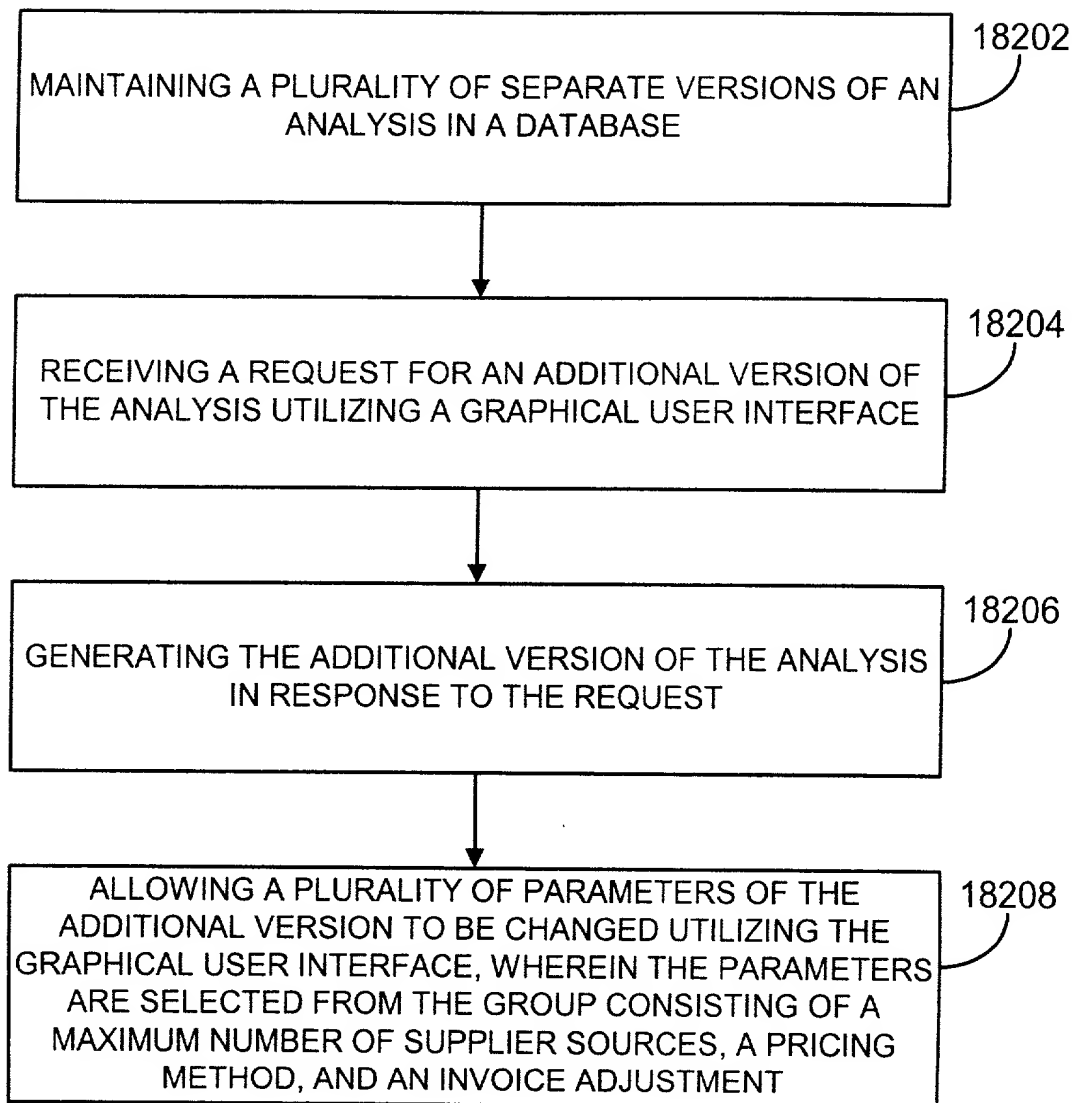 18202
MAINTAINING A PLURALITY OF SEPARATE VERSIONS OF AN
ANALYSIS IN A DATABASE
18204
RECEIVING A REQUEST FOR AN ADDITIONAL VERSION OF
THE ANALYSIS UTILIZING A GRAPHICAL USER INTERFACE
18206
GENERATING THE ADDITIONAL VERSION OF THE ANALYSIS
IN RESPONSE TO THE REQUEST
18208
ALLOWING A PLURALITY OF PARAMETERS OF THE
ADDITIONAL VERSION TO BE CHANGED UTILIZING THE
GRAPHICAL USER INTERFACE, WHEREIN THE PARAMETERS
ARE SELECTED FROM THE GROUP CONSISTING OF A
MAXIMUM NUMBER OF SUPPLIER SOURCES, A PRICING
METHOD, AND AN INVOICE ADJUSTMENT